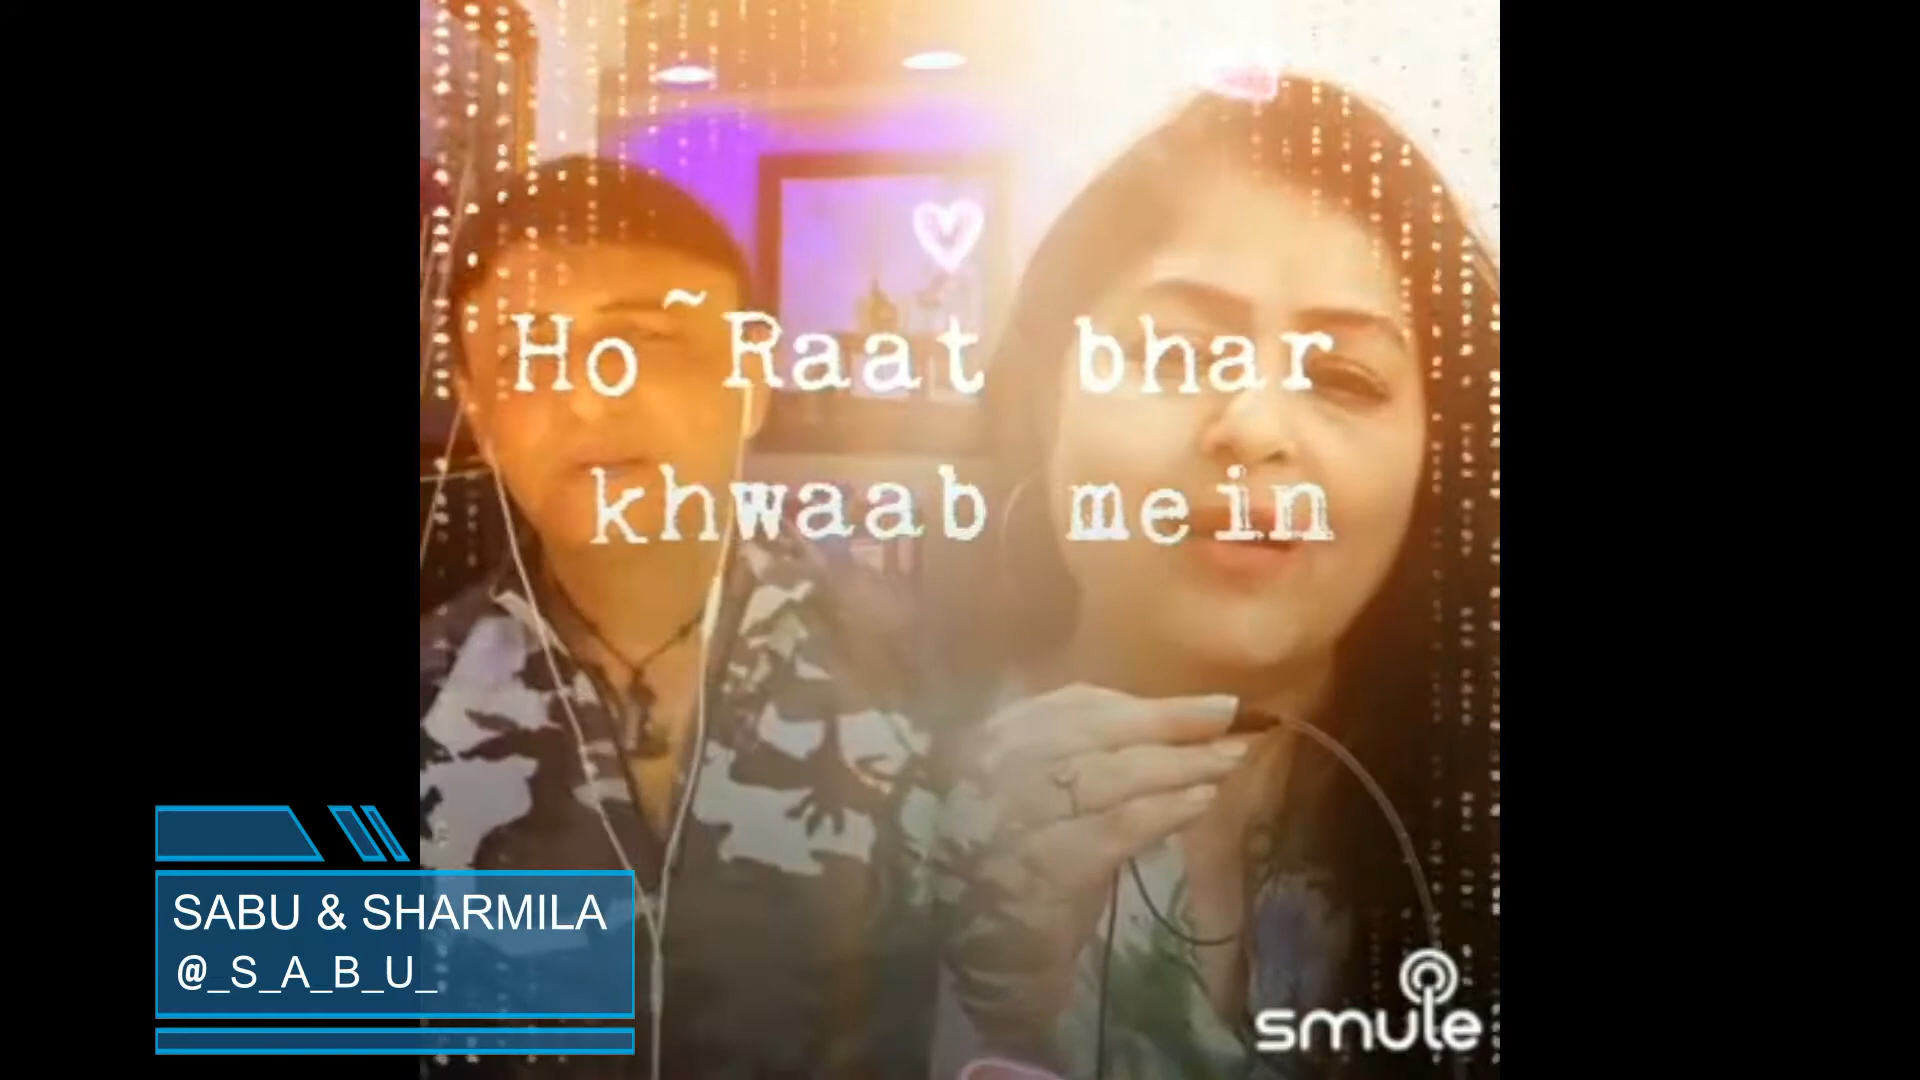 Ho ~Raat bhar
khwaab mein
SABU & SHARMILA
@_S_A_B_U_
smule